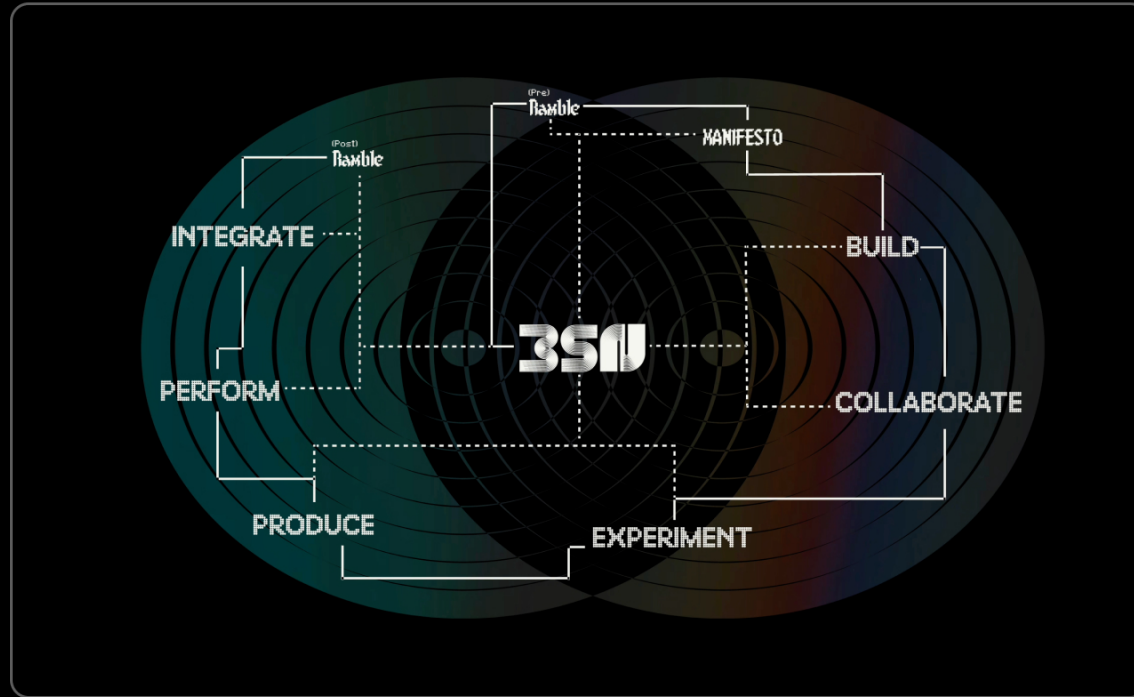 (Pre)
Ramble
MANIFESTO
(Post)
Ramble
INTEGRATE
BUILD
3SN
PERFORM
COLLABORATE
PRODUCE
EXPERIMENT